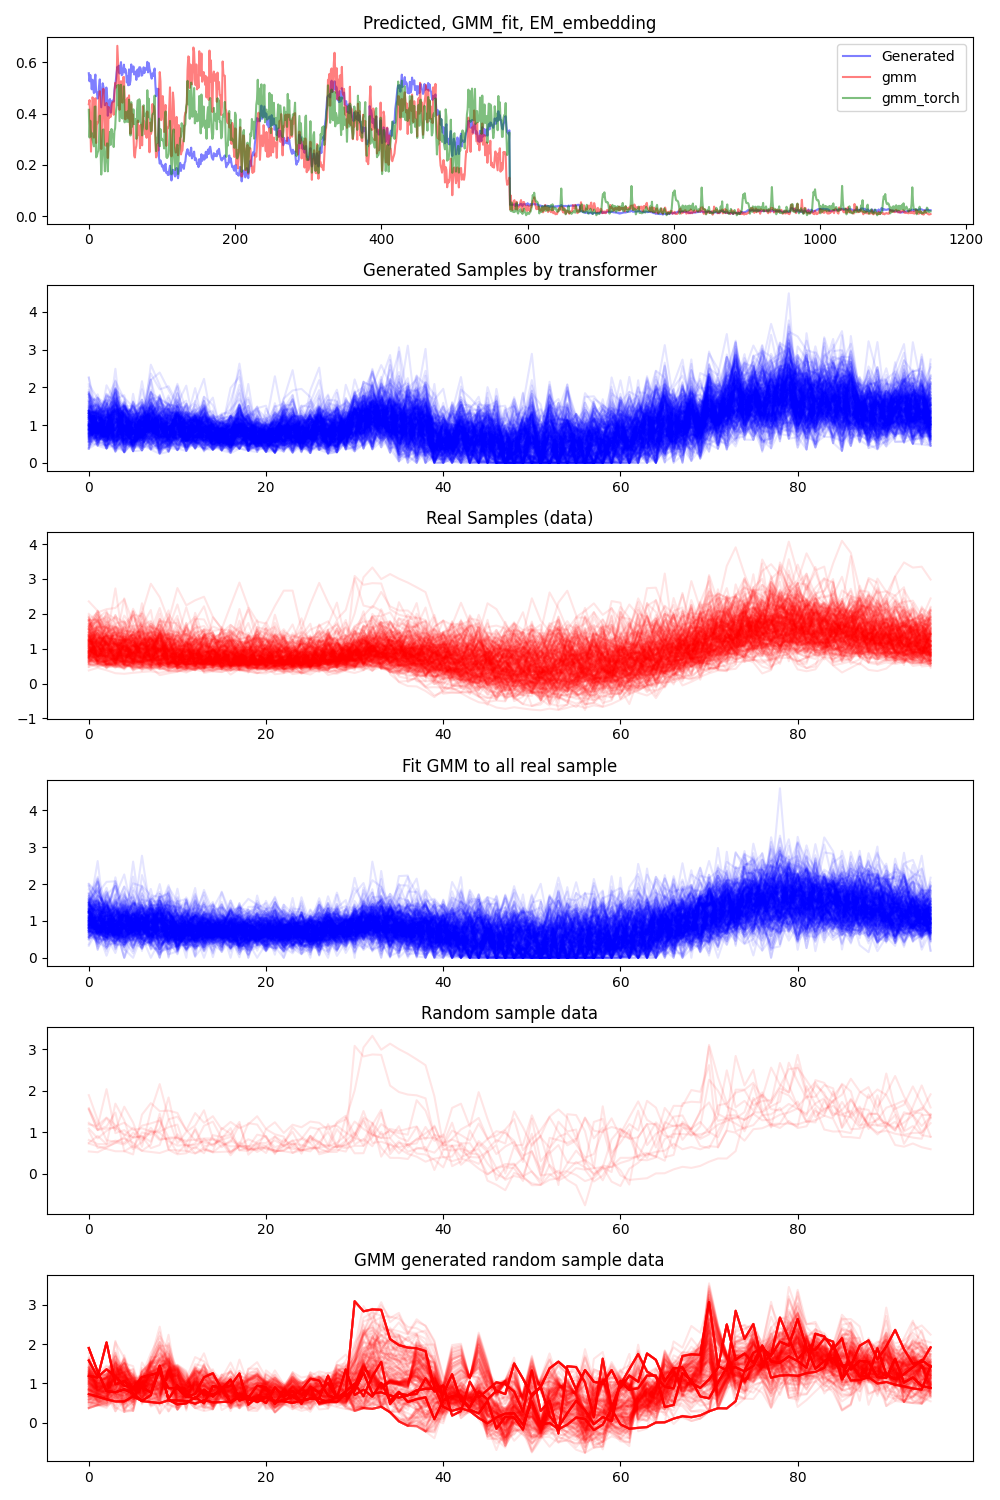 Predicted, GMM_fit, EM_embedding
0.6
0.4
0.2
0.0
Generated
gmm
gmm_torch
0 200 400 600 800 1000 1200
Generated Samples by transformer
4
3
2
1
0
0 20 40 60 80
Real Samples (data)
4
3
2
1
0
−1
0 20 40 60 80
Fit GMM to all real sample
4
3
2
1
0
0 20 40 60 80
Random sample data
3
2
1
0
0 20 40 60 80
GMM generated random sample data
3
2
1
0
0 20 40 60 80